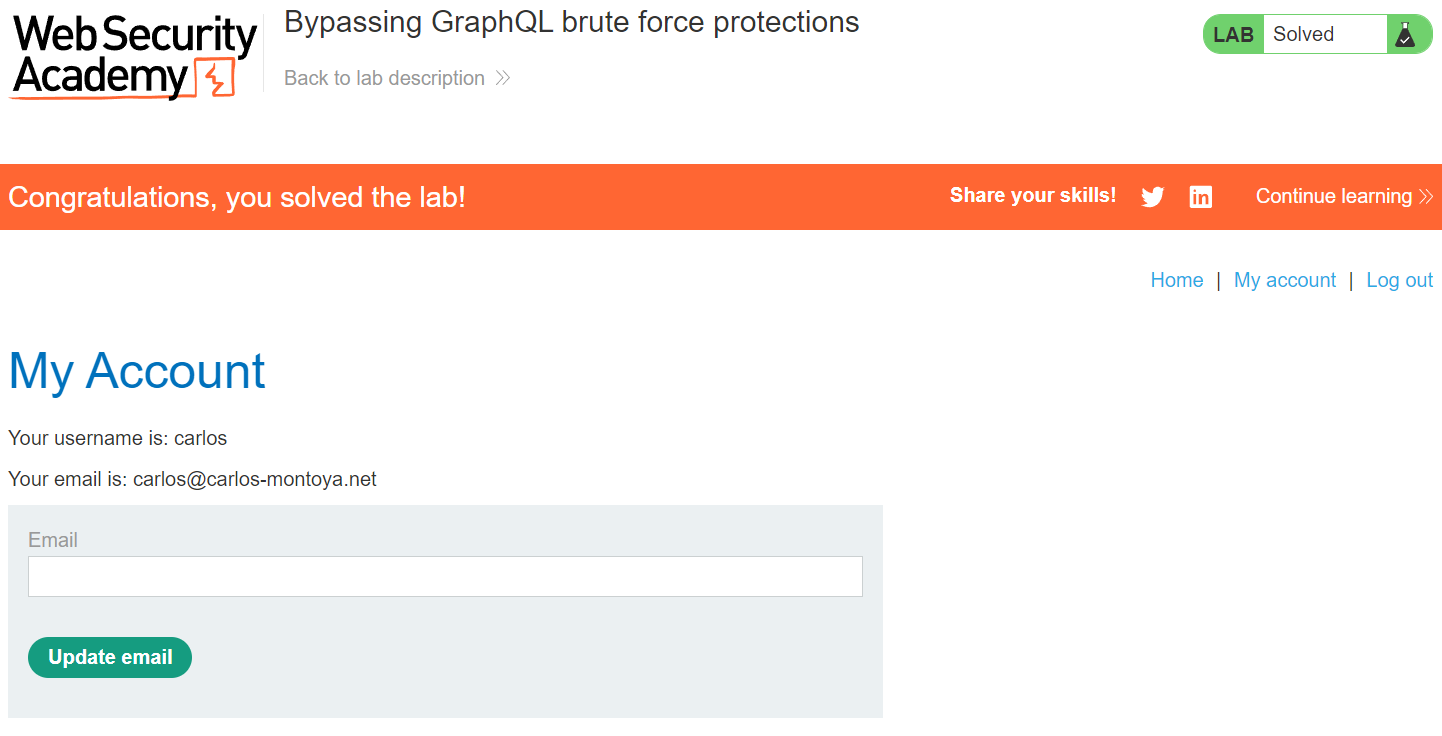 Web Security
Academy
Bypassing GraphQL brute force protections
Back to lab description
LAB Solved
Congratulations, you solved the lab!
Share your skills!
Continue learning
Home | My account | Log out
My Account
Your username is: carlos
Your email is: carlos@carlos-montoya.net
Email
Update email